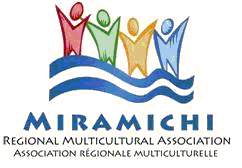 MIRAMICHI
REGIONAL MULTICULTURAL ASSOCIATION
ASSOCIATION RÉGIONALE MULTICULTURELLE